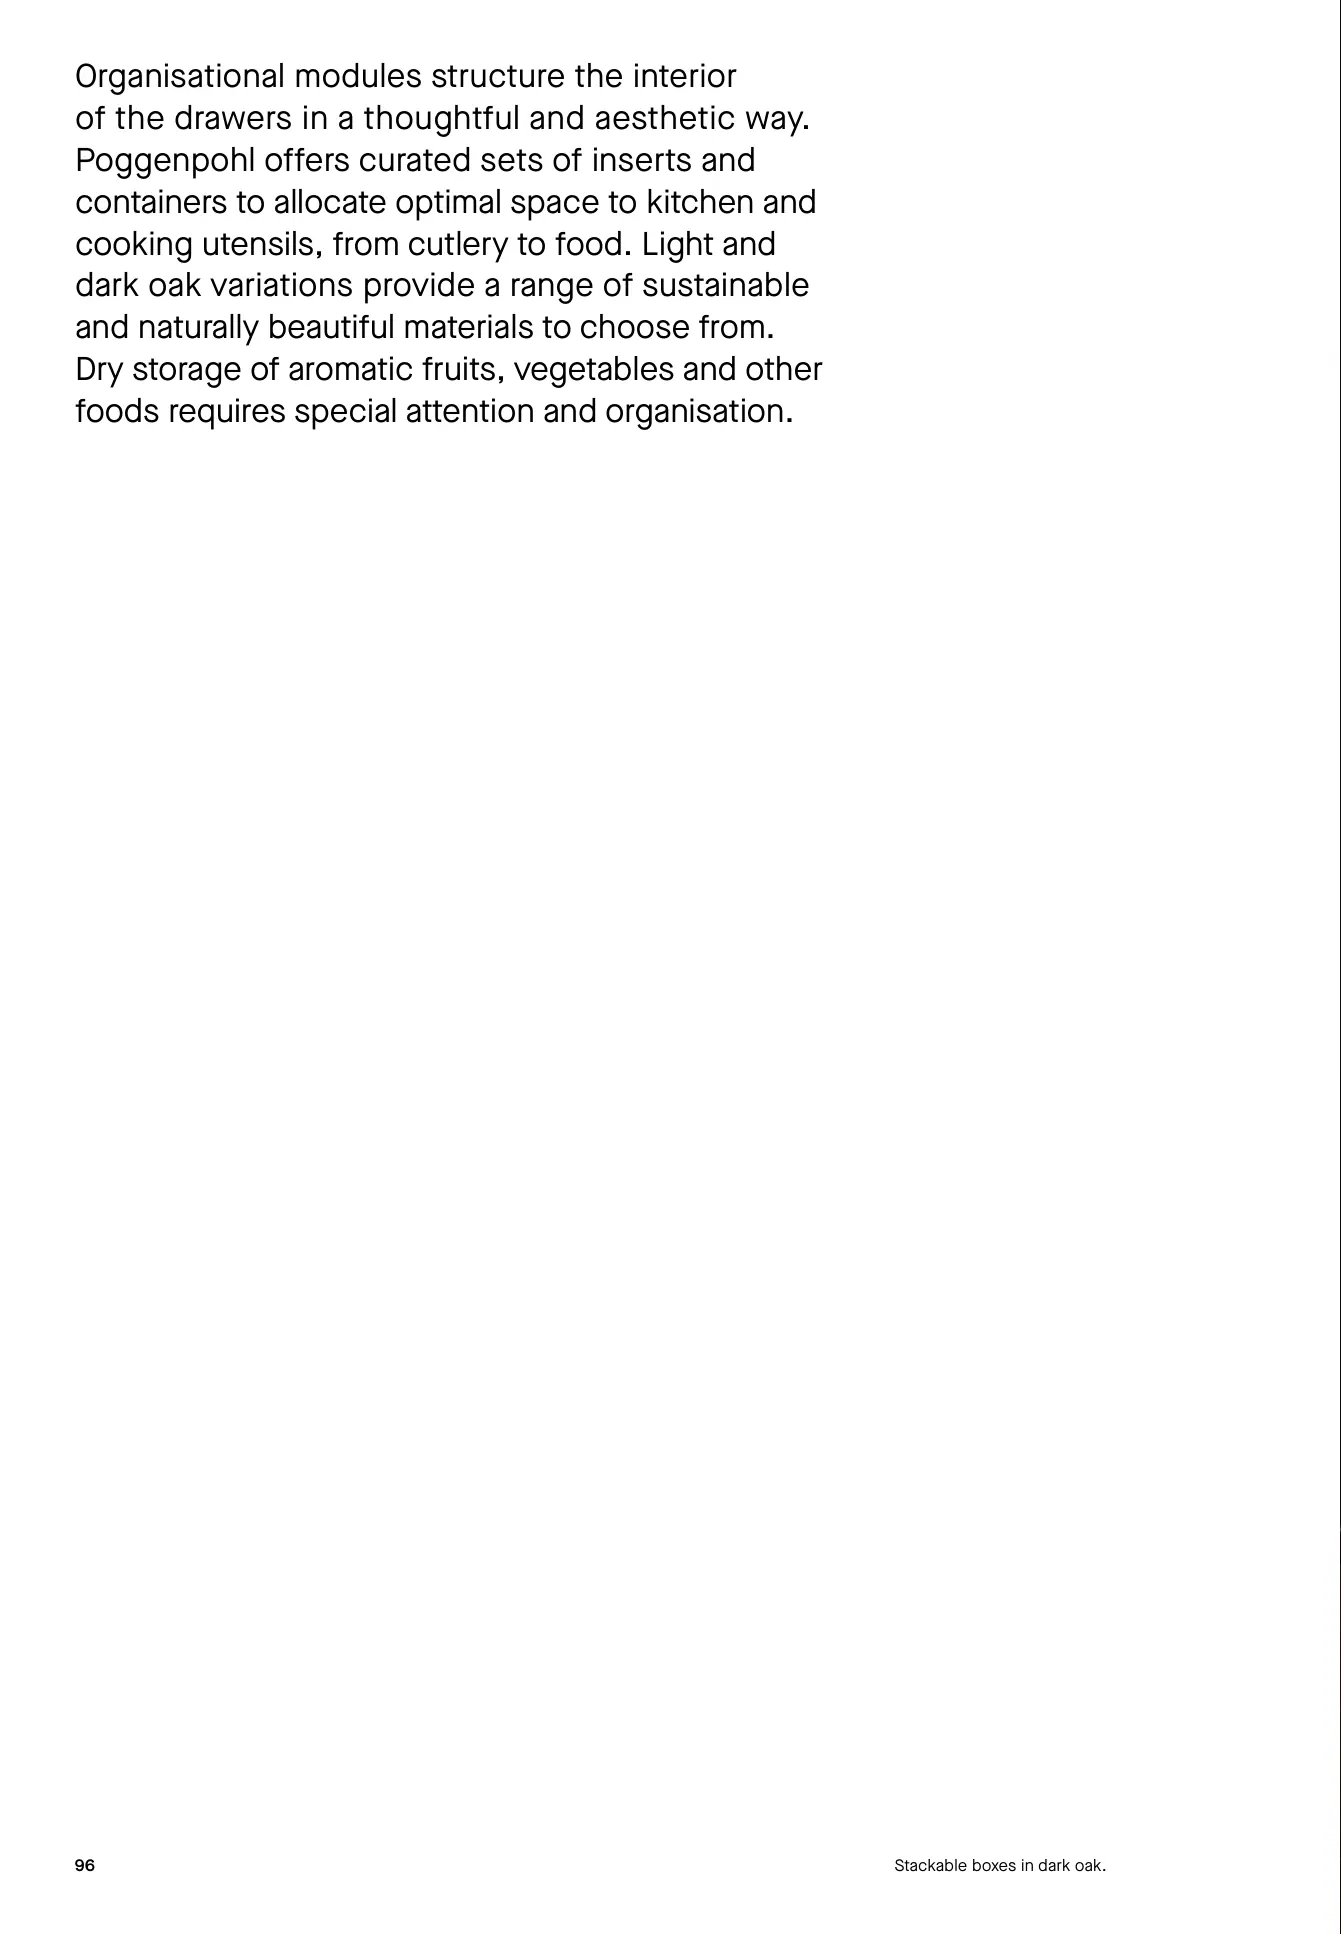 Organisational modules structure the interior
of the drawers in a thoughtful and aesthetic way.
Poggenpohl offers curated sets of inserts and
containers to allocate optimal space to kitchen and
cooking utensils, from cutlery to food. Light and
dark oak variations provide a range of sustainable
and naturally beautiful materials to choose from.
Dry storage of aromatic fruits, vegetables and other
foods requires special attention and organisation.
96
Stackable boxes in dark oak.